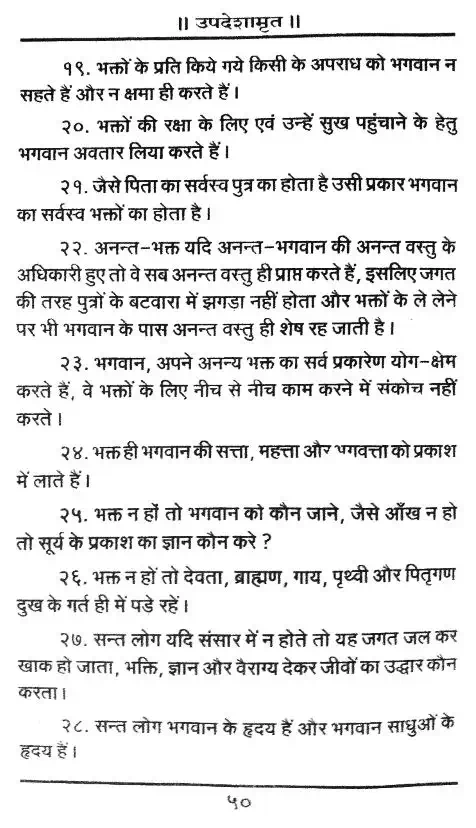 ॥ उपदेशामृत ॥
१९. भक्तों के प्रति किये गये किसी के अपराध को भगवान न
सहते हैं और न क्षमा ही करते हैं ।
२०. भक्तों की रक्षा के लिए एवं उन्हें सुख पहुंचाने के हेतु
भगवान अवतार लिया करते हैं ।
२१. जैसे पिता का सर्वस्व पुत्र का होता है उसी प्रकार भगवान
का सर्वस्व भक्तों का होता है ।
२२. अनन्त-भक्त यदि अनन्त-भगवान की अनन्त वस्तु के
अधिकारी हुए तो वे सब अनन्त वस्तु ही प्राप्त करते हैं, इसलिए जगत
की तरह पुत्रों के बटवारा में झगड़ा नहीं होता और भक्तों के ले लेने
पर भी भगवान के पास अनन्त वस्तु ही शेष रह जाती है ।
२३. भगवान, अपने अनन्य भक्त का सर्व प्रकारेण योग-क्षेम
करते हैं, वे भक्तों के लिए नीच से नीच काम करने में संकोच नहीं
करते ।
२४. भक्त ही भगवान की सत्ता, महत्ता और भगवत्ता को प्रकाश
में लाते हैं ।
२५. भक्त न हों तो भगवान को कौन जाने, जैसे आँख न हो
तो सूर्य के प्रकाश का ज्ञान कौन करे ?
२६. भक्त न हों तो देवता, ब्राह्मण, गाय, पृथ्वी और पितृगण
दुख के गर्त ही में पड़े रहें ।
२७. सन्त लोग यदि संसार में न होते तो यह जगत जल कर
खाक हो जाता, भक्ति, ज्ञान और वैराग्य देकर जीवों का उद्धार कौन
करता ।
२८. सन्त लोग भगवान के हृदय हैं और भगवान साधुओं के
हृदय हैं ।
५०